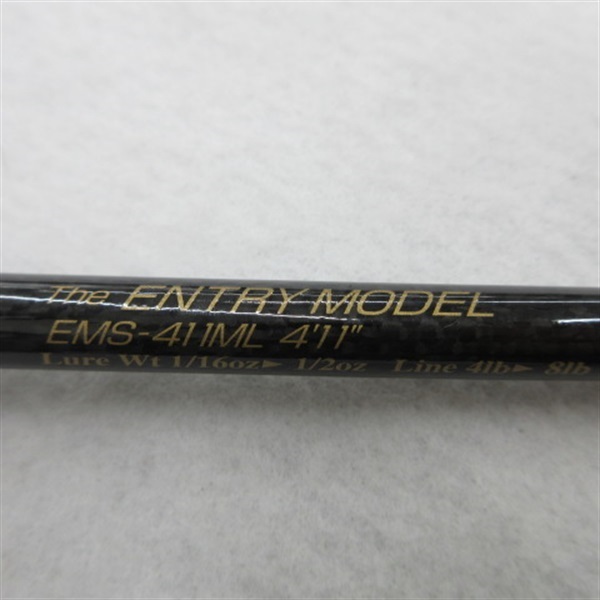 The ENTRY MODEL
EMS-411ML 4'11"
Lure Wt 1/16oz▸ 1/2oz Line 4lb▸ 8lb